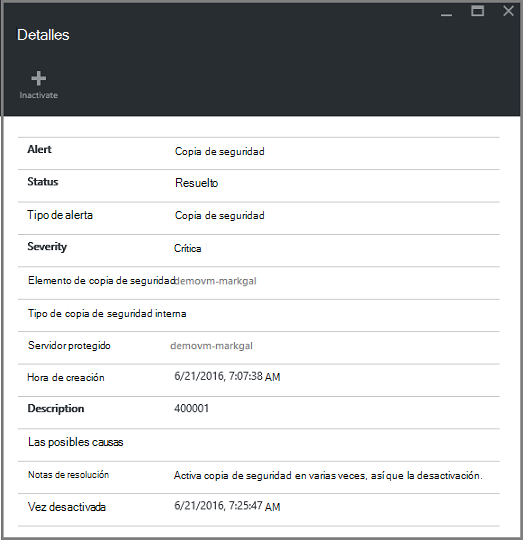 Detalles
Inactivate
Alert Copia de seguridad
Status Resuelto
Tipo de alerta Copia de seguridad
Severity Crítica
Elemento de copia de seguridad demovm-markgal
Tipo de copia de seguridad interna
Servidor protegido demovm-markgal
Hora de creación 6/21/2016, 7:07:38 AM
Description 400001
Las posibles causas
Notas de resolución Activa copia de seguridad en varias veces, así que la desactivación.
Vez desactivada 6/21/2016, 7:25:47 AM